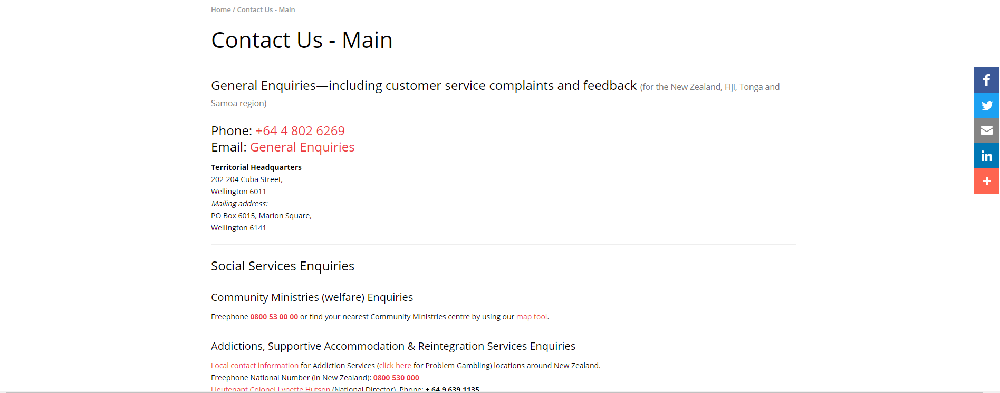 Home / Contact Us - Main
Contact Us - Main
General Enquiries—including customer service complaints and feedback (for the New Zealand, Fiji, Tonga and
Samoa region)
Phone: +64 4 802 6269
Email: General Enquiries
Territorial Headquarters
202-204 Cuba Street,
Wellington 6011
Mailing address:
PO Box 6015, Marion Square,
Wellington 6141
Social Services Enquiries
Community Ministries (welfare) Enquiries
Freephone 0800 53 00 00 or find your nearest Community Ministries centre by using our map tool.
Addictions, Supportive Accommodation & Reintegration Services Enquiries
Local contact information for Addiction Services (click here for Problem Gambling) locations around New Zealand.
Freephone National Number (in New Zealand): 0800 530 000
Lieutenant Colonel Lynette Hutson (National Director), Phone: + 64 9 639 1135